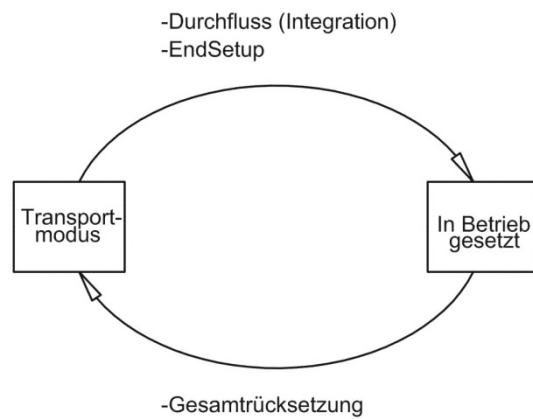 -Durchfluss (Integration)
-EndSetup
Transport-
modus
In Betrieb
gesetzt
-Gesamtrücksetzung